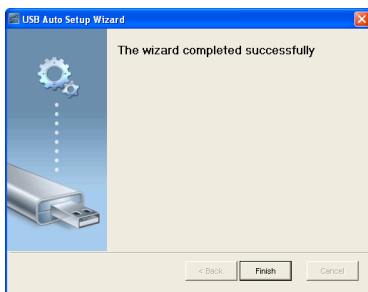 USB Auto Setup Wizard
The wizard completed successfully
< Back
Finish
Cancel